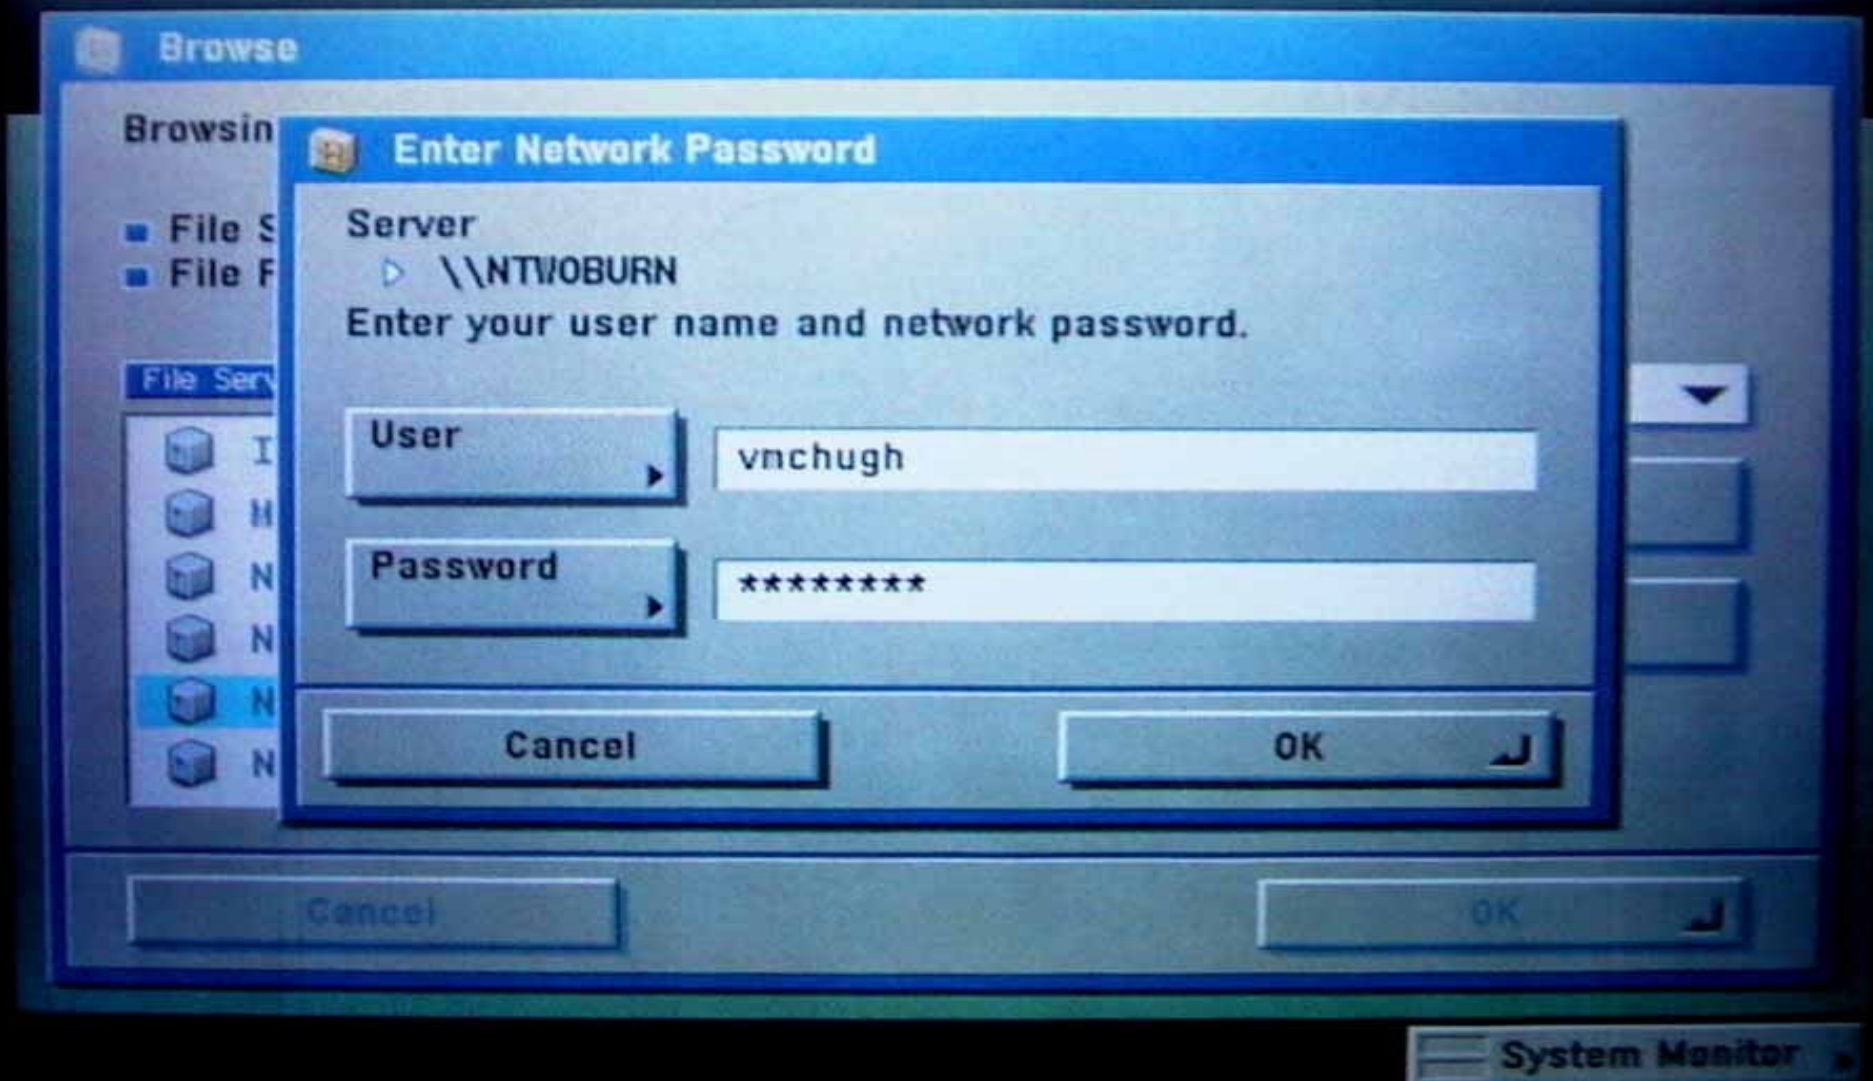 Browse
Browsin
Enter Network Password
Server
File S
\\NTWOBURN
File F
Enter your user name and network password.
File Serv
User
vmchugh
I
H
Password
N
********
N
N
N
Cancel
OK
Cancel
OK
System Monitor